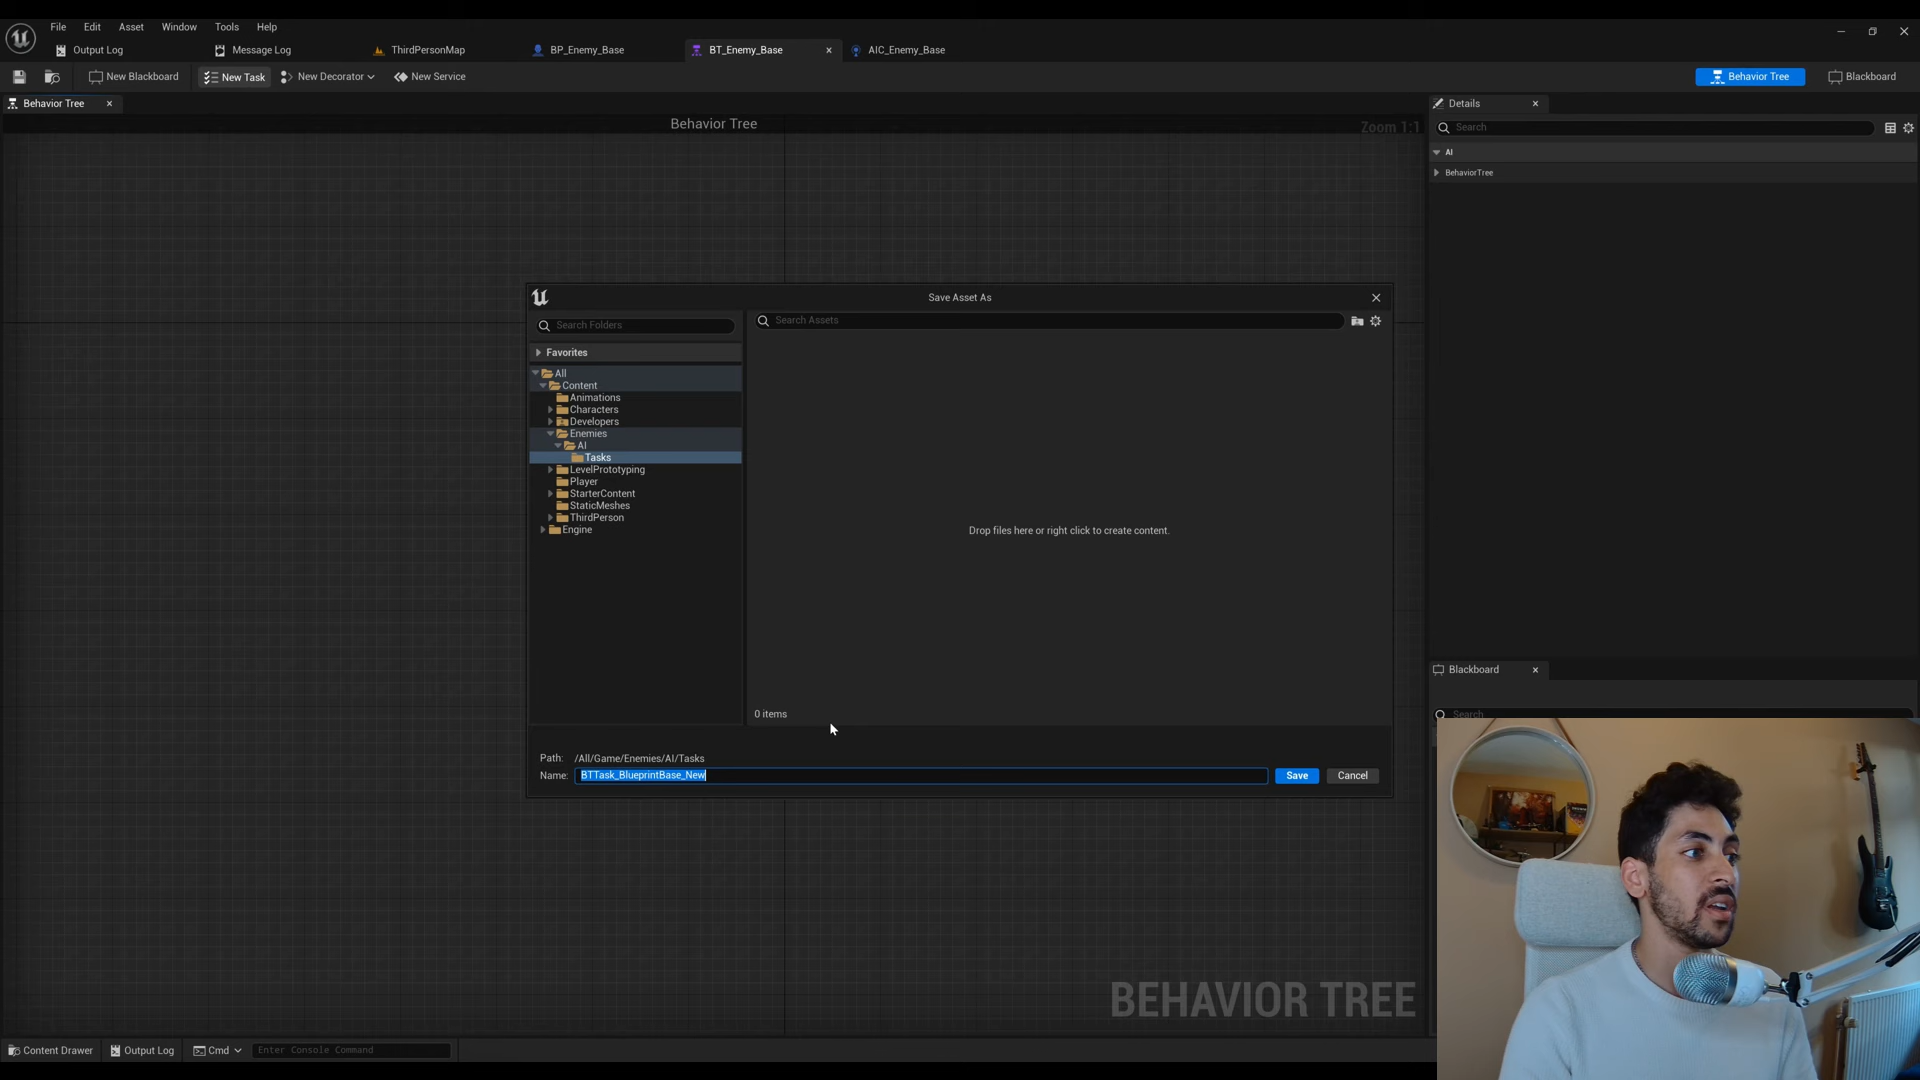 File Edit Asset Window Tools Help
Output Log Message Log ThirdPersonMap BP_Enemy_Base BT_Enemy_Base AIC_Enemy_Base
New Blackboard New Task New Decorator New Service Behavior Tree Blackboard
Behavior Tree Details
Behavior Tree
Zoom 1:1
Search
AI
BehaviorTree
Save Asset As
Search Folders Search Assets
Favorites
All
Content
Animations
Characters
Developers
Enemies
AI
Tasks
LevelPrototyping
Player
StarterContent
StaticMeshes
ThirdPerson
Engine
Drop files here or right click to create content.
0 items
Path: /All/Game/Enemies/AI/Tasks
Name: BTTask_BlueprintBase_New Save Cancel
Blackboard
Search
BEHAVIOR TREE
Content Drawer Output Log Cmd Enter Console Command